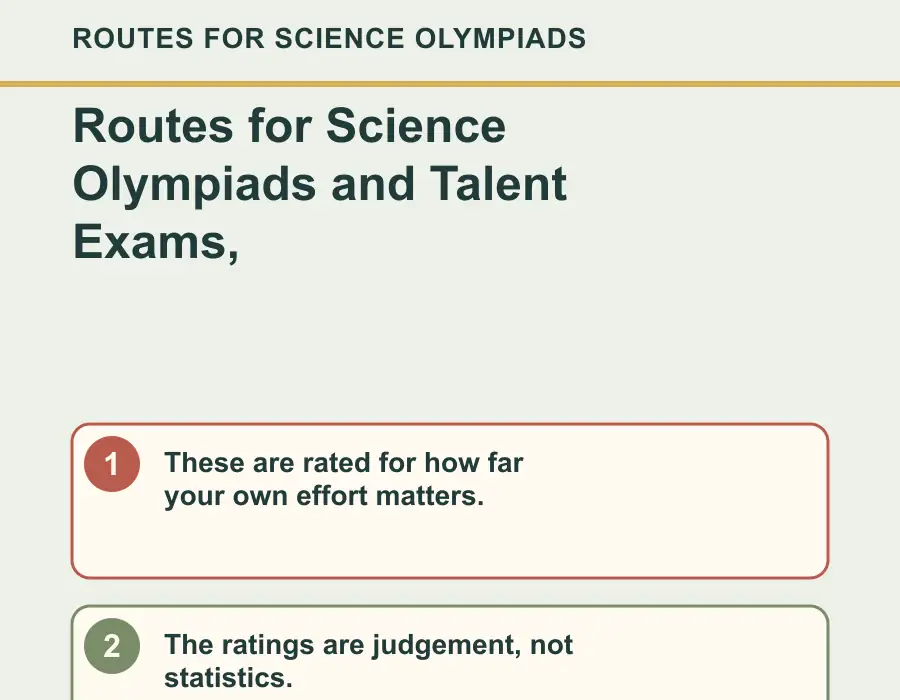 ROUTES FOR SCIENCE OLYMPIADS
Routes for Science
Olympiads and Talent
Exams,
1
These are rated for how far
your own effort matters.
2
The ratings are judgement, not
statistics.